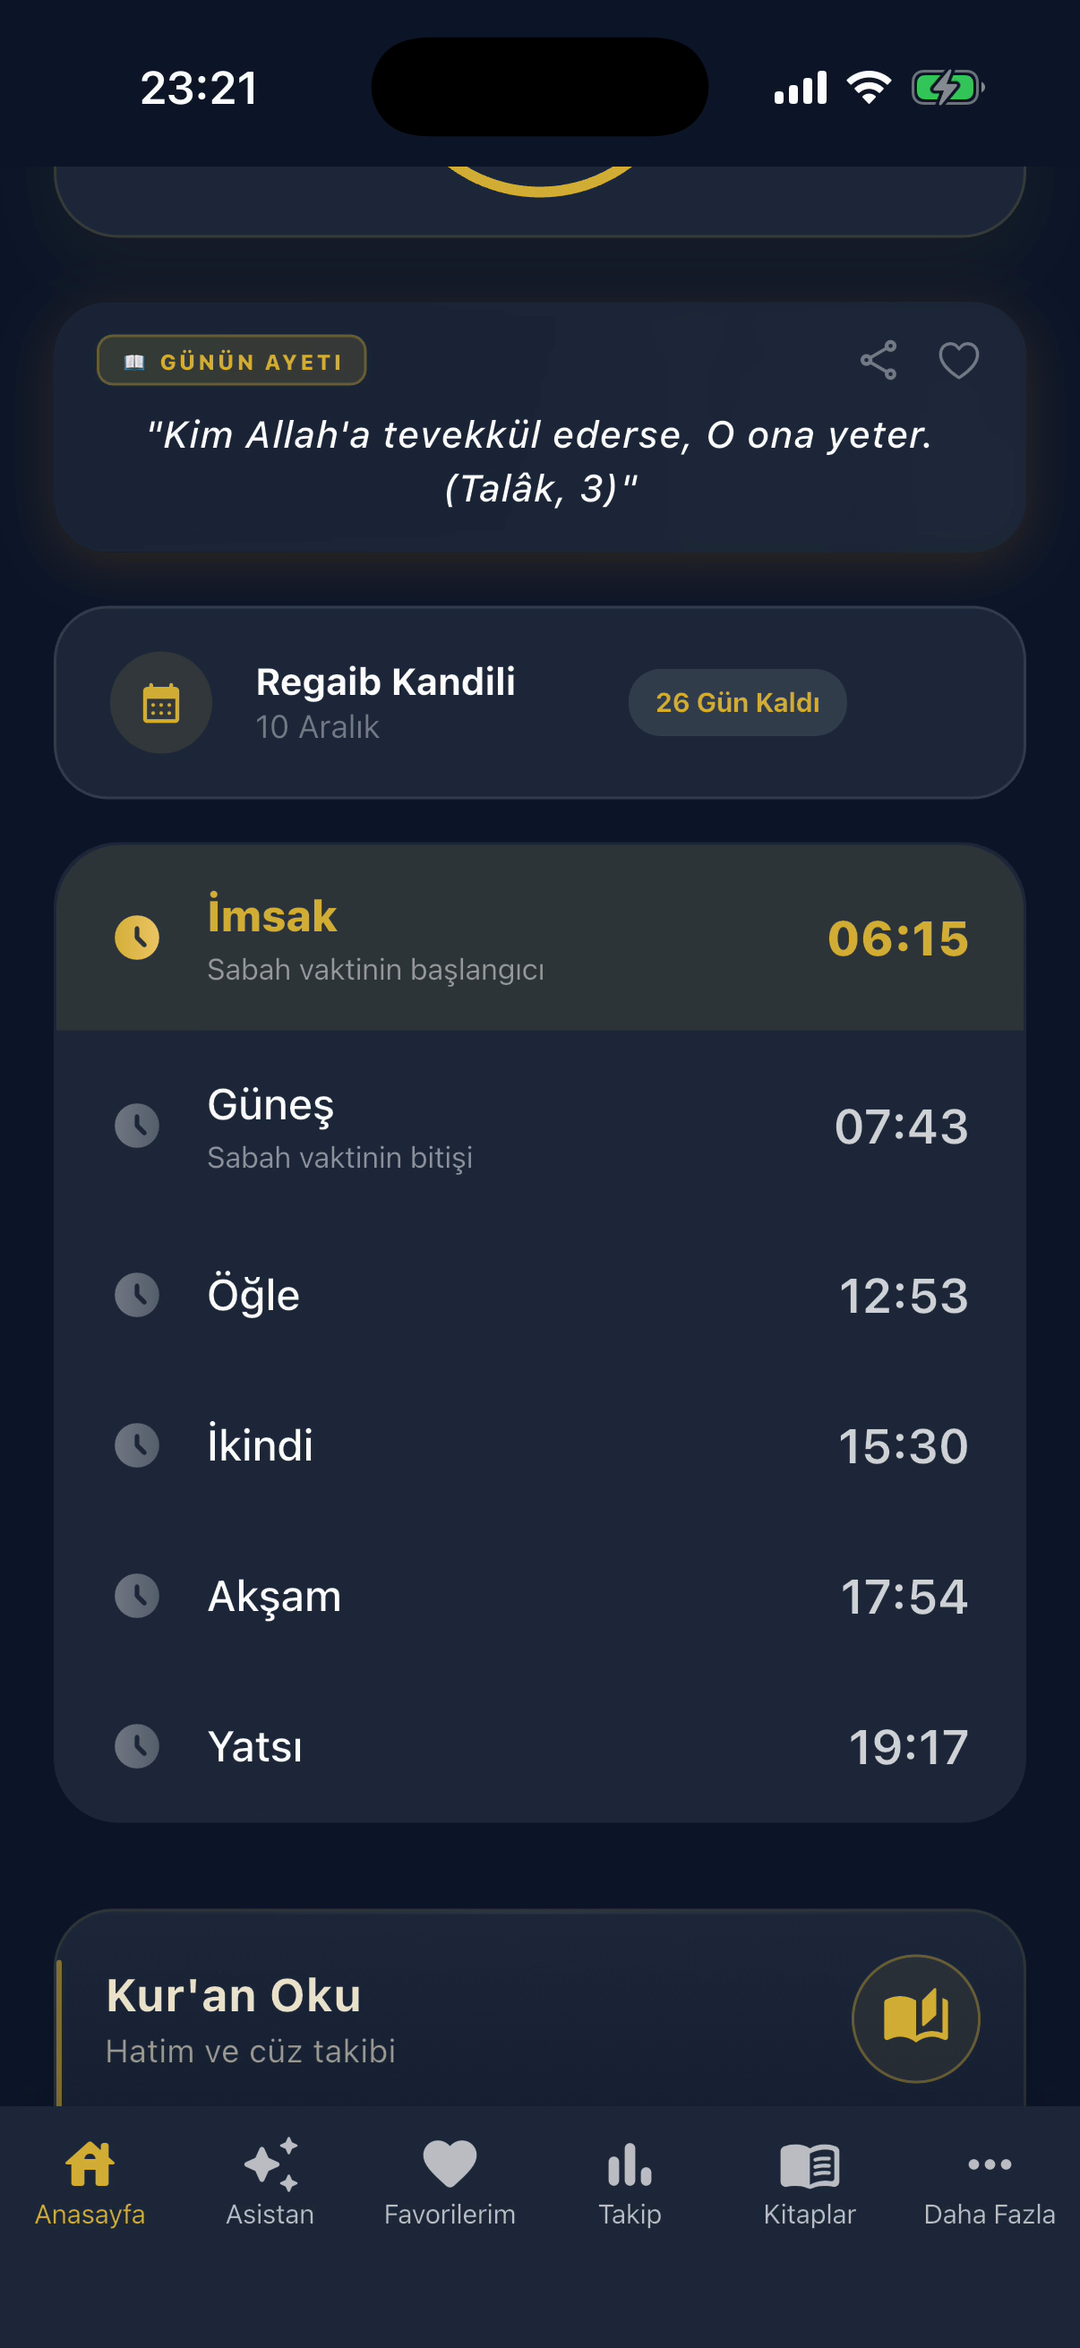 23:21
📖 GÜNÜN AYETI
"Kim Allah'a tevekkül ederse, O ona yeter.
(Talâk, 3)"
Regaib Kandili
10 Aralık
26 Gün Kaldı
İmsak
Sabah vaktinin başlangıcı
06:15
Güneş
Sabah vaktinin bitişi
07:43
Öğle
12:53
İkindi
15:30
Akşam
17:54
Yatsı
19:17
Kur'an Oku
Hatim ve cüz takibi
Anasayfa
Asistan
Favorilerim
Takip
Kitaplar
Daha Fazla